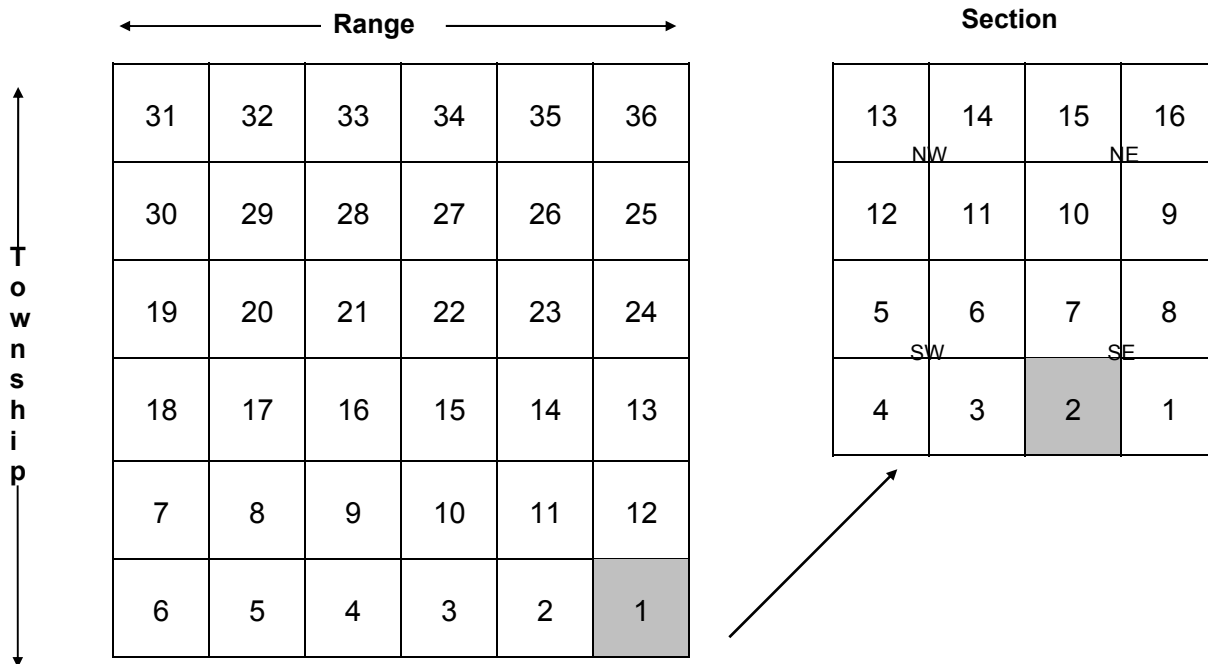 Range
Section
Township
31 32 33 34 35 36
30 29 28 27 26 25
19 20 21 22 23 24
18 17 16 15 14 13
7 8 9 10 11 12
6 5 4 3 2 1
13 14 15 16
NW NE
12 11 10 9
5 6 7 8
SW SE
4 3 2 1